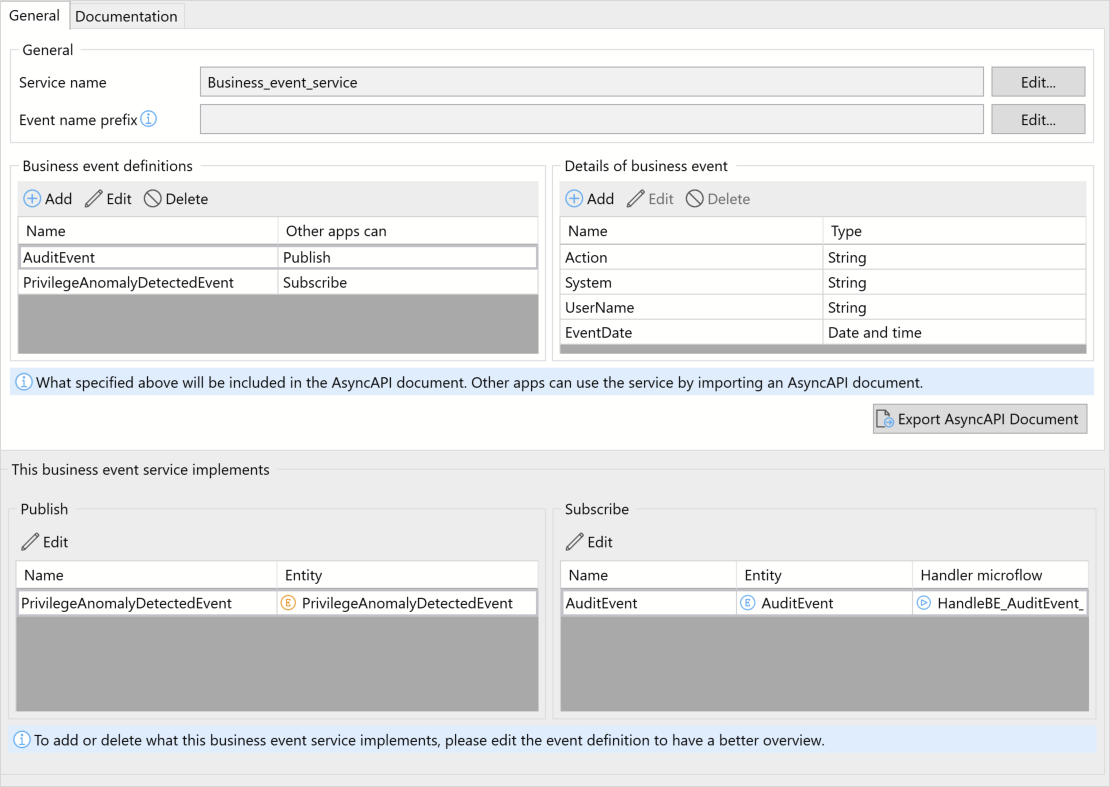 General Documentation
General
Service name Business_event_service Edit...
Event name prefix Edit...
Business event definitions
Add Edit Delete
Name Other apps can
AuditEvent Publish
PrivilegeAnomalyDetectedEvent Subscribe
Details of business event
Add Edit Delete
Name Type
Action String
System String
UserName String
EventDate Date and time
What specified above will be included in the AsyncAPI document. Other apps can use the service by importing an AsyncAPI document.
Export AsyncAPI Document
This business event service implements
Publish
Edit
Name Entity
PrivilegeAnomalyDetectedEvent PrivilegeAnomalyDetectedEvent
Subscribe
Edit
Name Entity Handler microflow
AuditEvent AuditEvent HandleBE_AuditEvent_
To add or delete what this business event service implements, please edit the event definition to have a better overview.